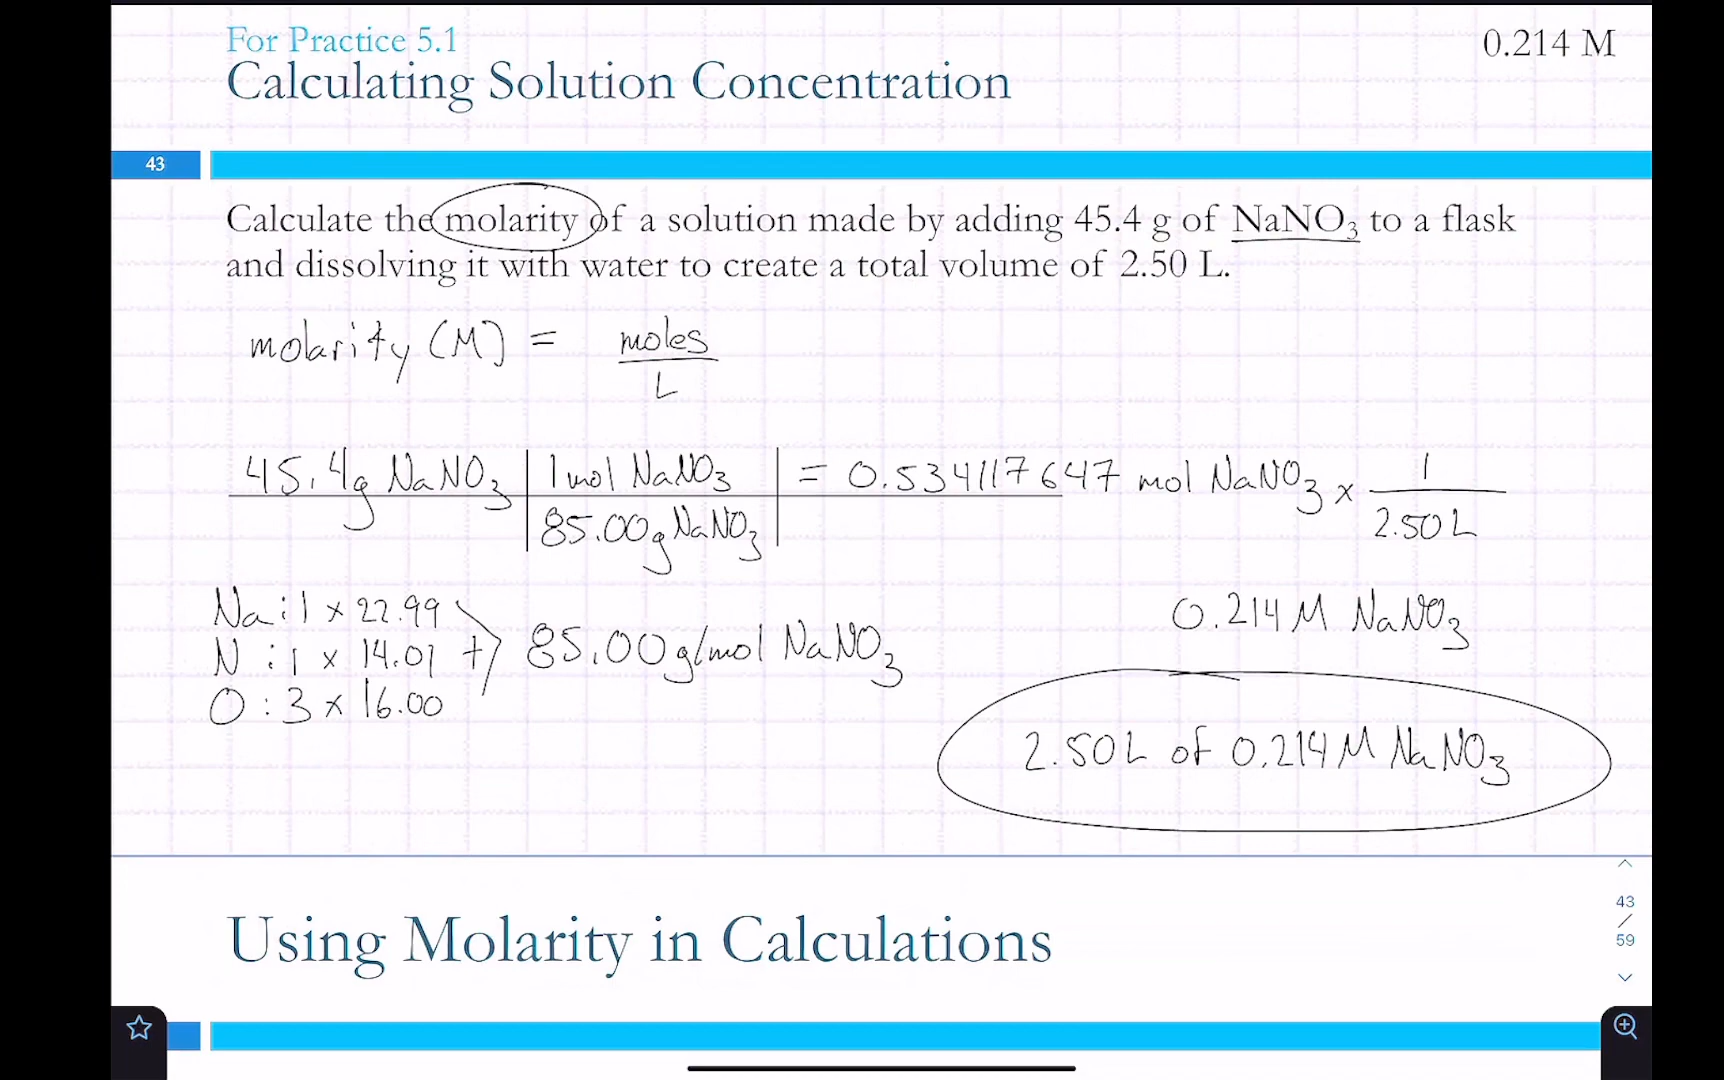 For Practice 5.1
0.214 M
Calculating Solution Concentration
43
Calculate the molarity of a solution made by adding 45.4 g of NaNO₃ to a flask
and dissolving it with water to create a total volume of 2.50 L.
molarity (M) = moles
L
45.4g NaNO₃ | 1 mol NaNO₃ | = 0.534117647 mol NaNO₃ × 1
85.00g NaNO₃
2.50L
Na : 1 × 22.99
N : 1 × 14.01 + 85.00 g/mol NaNO₃
O : 3 × 16.00
0.214 M NaNO₃
2.50L of 0.214 M NaNO₃
Using Molarity in Calculations
43
/
59